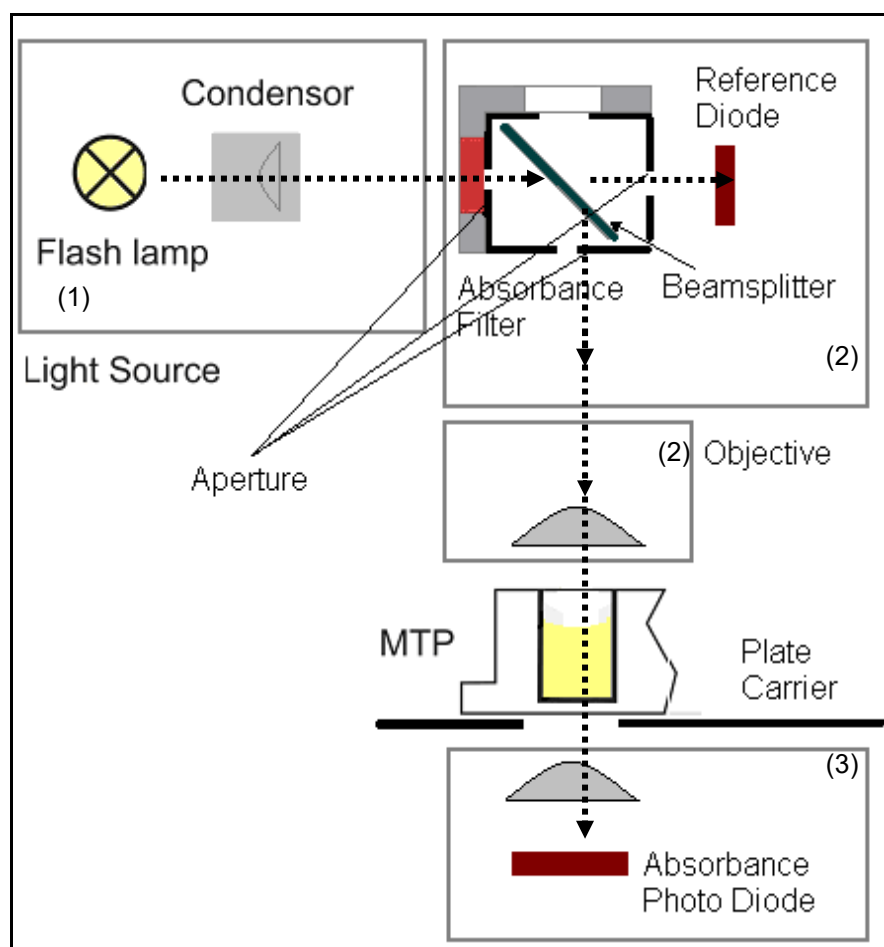 Condensor
Flash lamp
(1)
Light Source
Reference
Diode
Absorbance
Filter
Beamsplitter
(2)
Aperture
(2) Objective
MTP
Plate
Carrier
(3)
Absorbance
Photo Diode